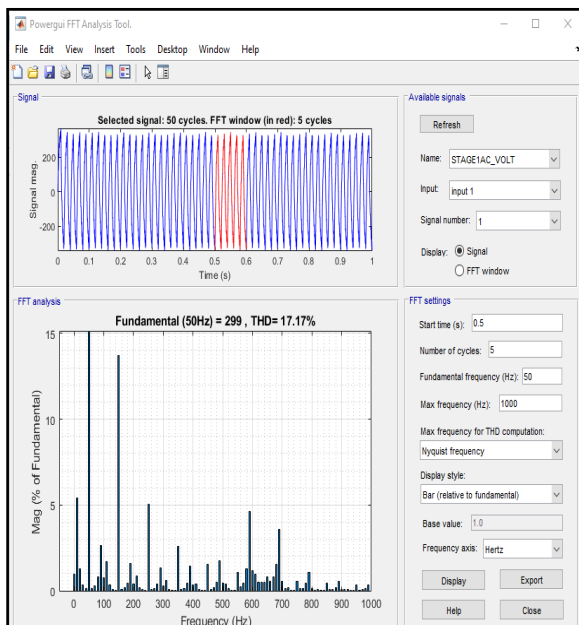 Powergui FFT Analysis Tool.
File Edit View Insert Tools Desktop Window Help
Signal
Selected signal: 50 cycles. FFT window (in red): 5 cycles
200
0
-200
Signal mag.
0 0.1 0.2 0.3 0.4 0.5 0.6 0.7 0.8 0.9 1
Time (s)
FFT analysis
Fundamental (50Hz) = 299 , THD= 17.17%
15
10
5
0
Mag (% of Fundamental)
0 100 200 300 400 500 600 700 800 900 1000
Frequency (Hz)
Available signals
Refresh
Name: STAGE1AC_VOLT
Input: input 1
Signal number: 1
Display: Signal
FFT window
FFT settings
Start time (s): 0.5
Number of cycles: 5
Fundamental frequency (Hz): 50
Max frequency (Hz): 1000
Max frequency for THD computation:
Nyquist frequency
Display style:
Bar (relative to fundamental)
Base value: 1.0
Frequency axis: Hertz
Display Export
Help Close